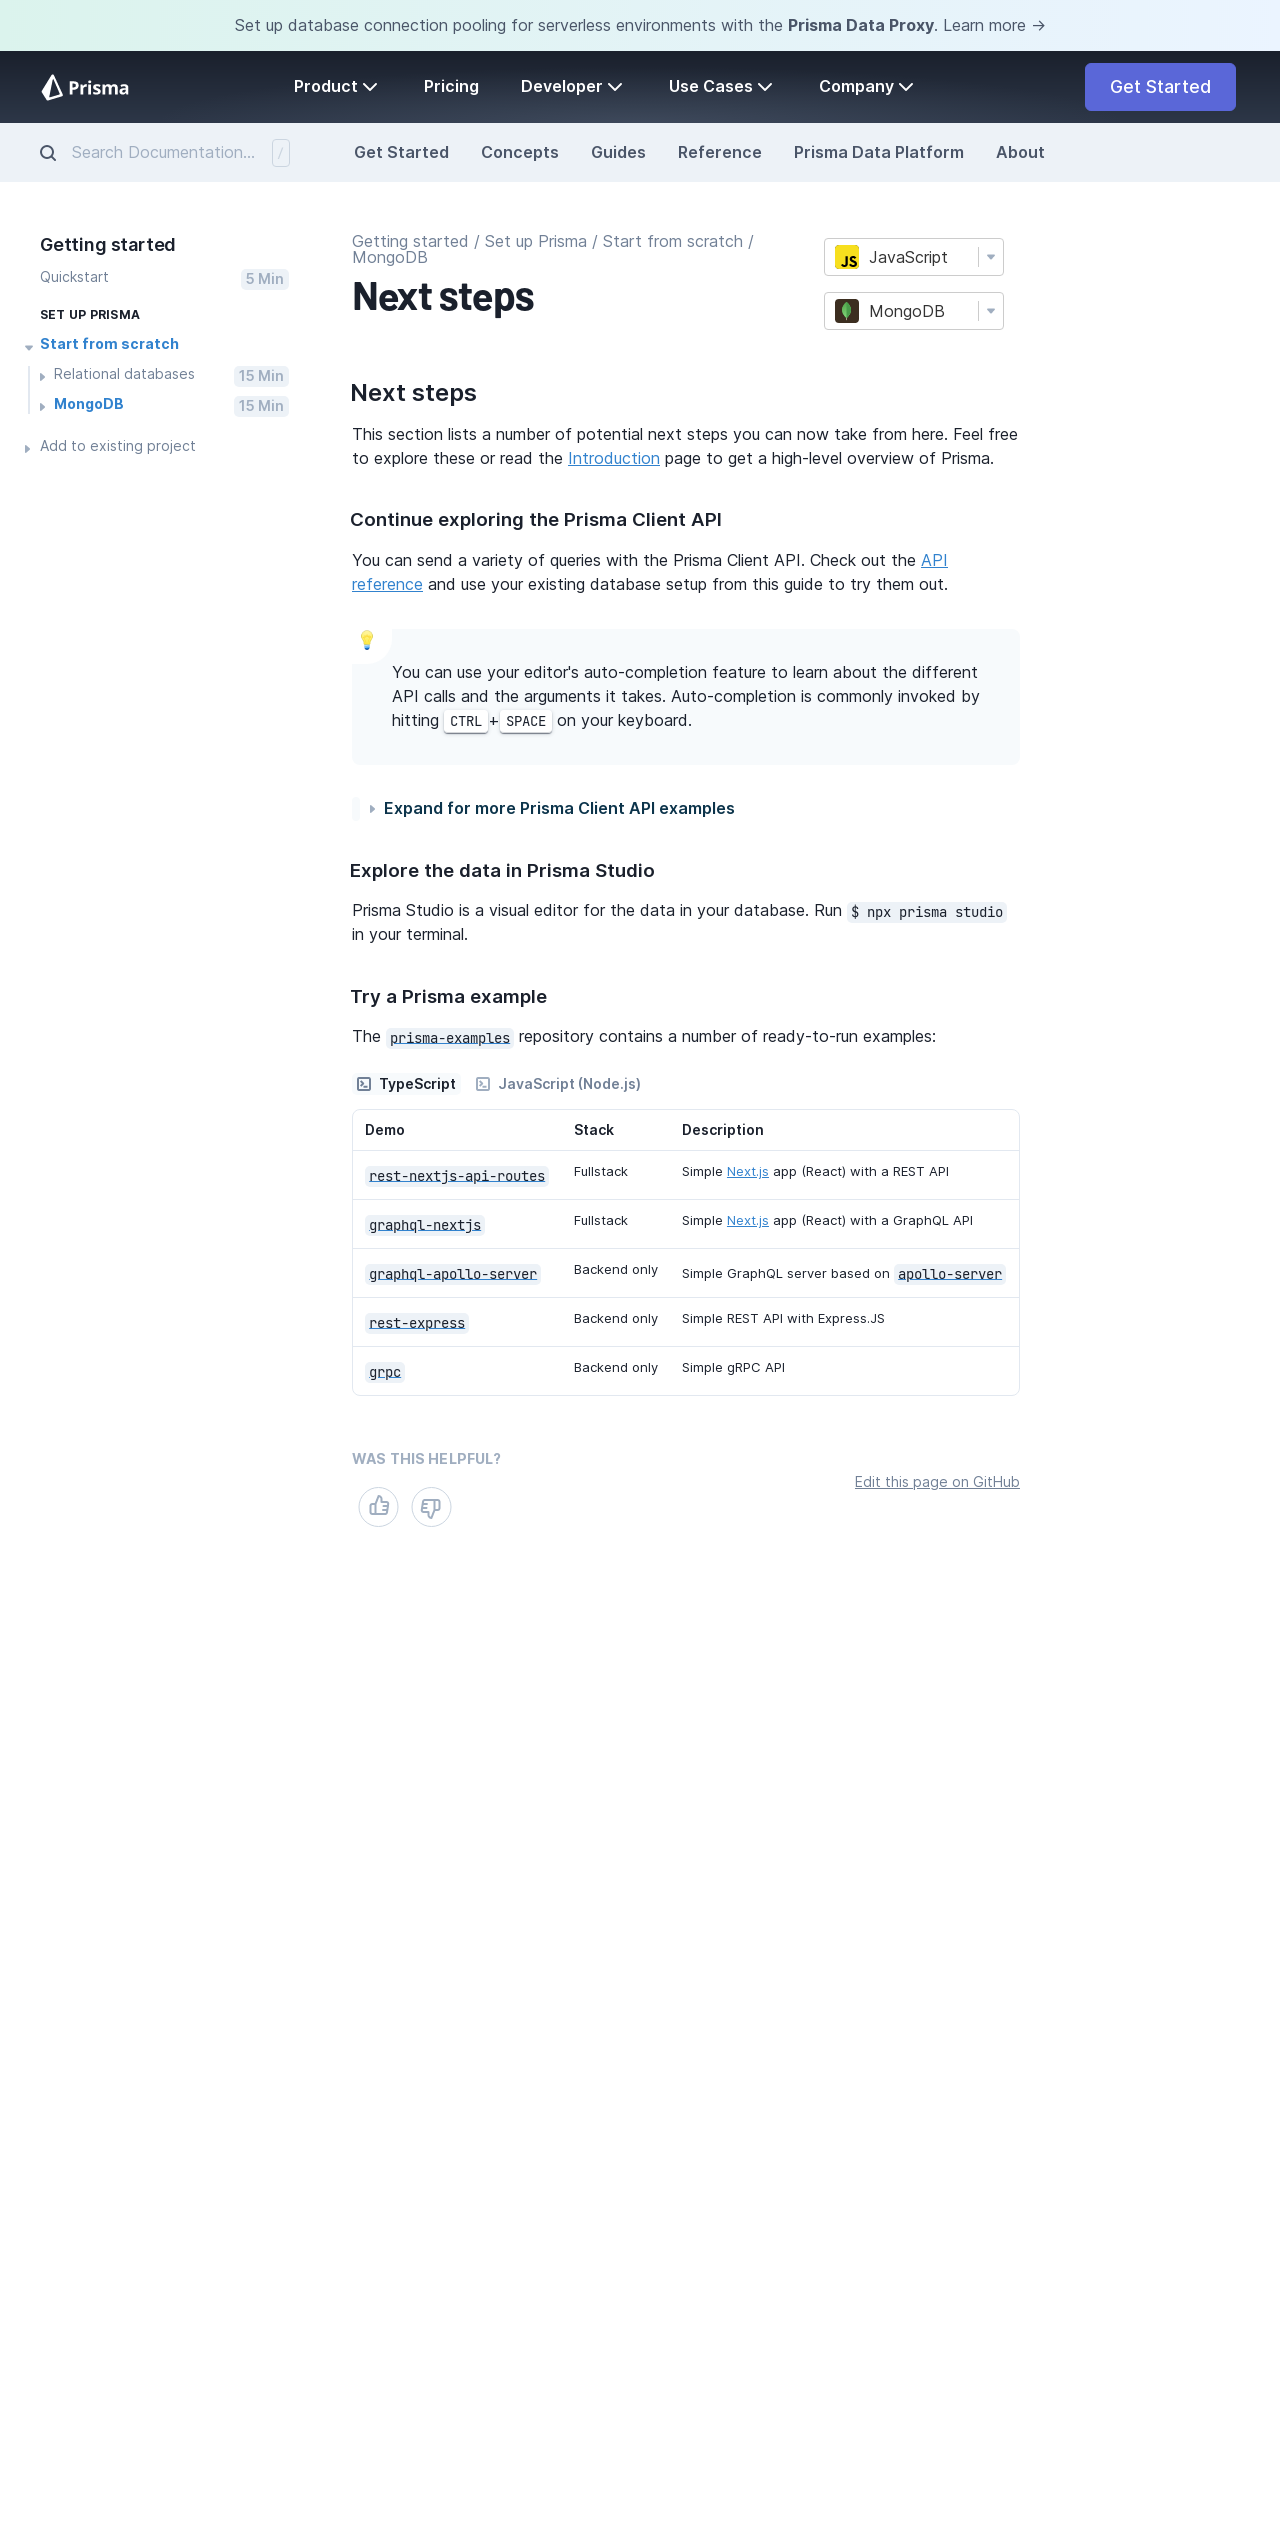 Set up database connection pooling for serverless environments with the Prisma Data Proxy. Learn more →
Prisma
Product
Pricing
Developer
Use Cases
Company
Get Started
Search Documentation...
/
Get Started
Concepts
Guides
Reference
Prisma Data Platform
About
Getting started
Quickstart
5 Min
SET UP PRISMA
Start from scratch
Relational databases
15 Min
MongoDB
15 Min
Add to existing project
Getting started / Set up Prisma / Start from scratch /
MongoDB
Next steps
JS JavaScript
MongoDB
Next steps
This section lists a number of potential next steps you can now take from here. Feel free
to explore these or read the Introduction page to get a high-level overview of Prisma.
Continue exploring the Prisma Client API
You can send a variety of queries with the Prisma Client API. Check out the API
reference and use your existing database setup from this guide to try them out.
You can use your editor's auto-completion feature to learn about the different
API calls and the arguments it takes. Auto-completion is commonly invoked by
hitting CTRL+SPACE on your keyboard.
Expand for more Prisma Client API examples
Explore the data in Prisma Studio
Prisma Studio is a visual editor for the data in your database. Run $ npx prisma studio
in your terminal.
Try a Prisma example
The prisma-examples repository contains a number of ready-to-run examples:
TypeScript
JavaScript (Node.js)
Demo Stack Description
rest-nextjs-api-routes Fullstack Simple Next.js app (React) with a REST API
graphql-nextjs Fullstack Simple Next.js app (React) with a GraphQL API
graphql-apollo-server Backend only Simple GraphQL server based on apollo-server
rest-express Backend only Simple REST API with Express.JS
grpc Backend only Simple gRPC API
WAS THIS HELPFUL?
Edit this page on GitHub